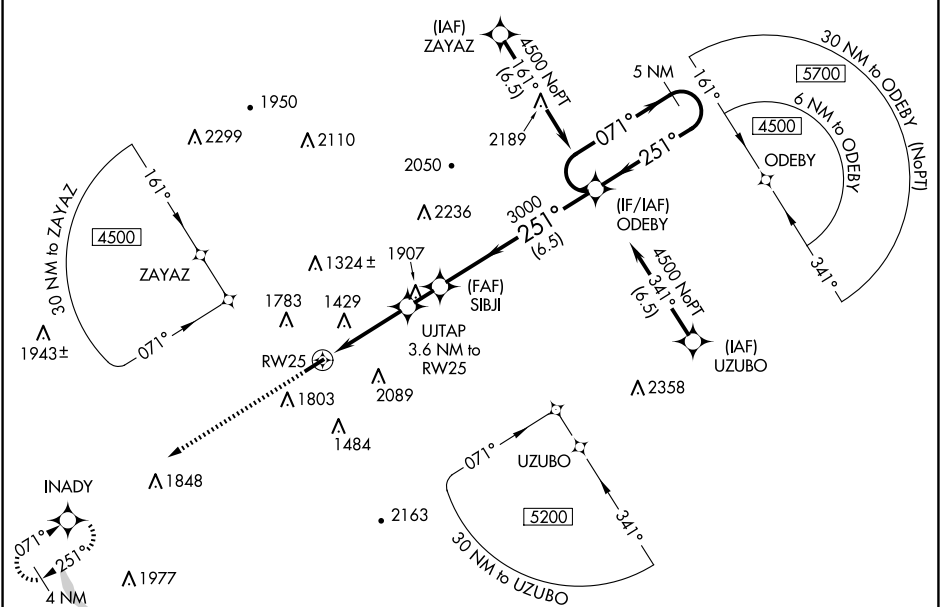 (IAF)
ZAYAZ
4500 NoPT
161°
(6.5)
2189
5 NM
071°
251°
30 NM to ODEBY
(NoPT)
5700
161°
6 NM to ODEBY
4500
ODEBY
341°
1950
2299
2110
2050
2236
3000
251°
(6.5)
(IF/IAF)
ODEBY
161°
30 NM to ZAYAZ
4500
ZAYAZ
071°
1943±
1324±
1907
1783
1429
(FAF)
SIBJI
UJTAP
3.6 NM to
RW25
RW25
4500 NoPT
341°
(6.5)
(IAF)
UZUBO
2358
1803
2089
1484
1848
INADY
071°
251°
4 NM
1977
2163
071°
UZUBO
5200
341°
30 NM to UZUBO